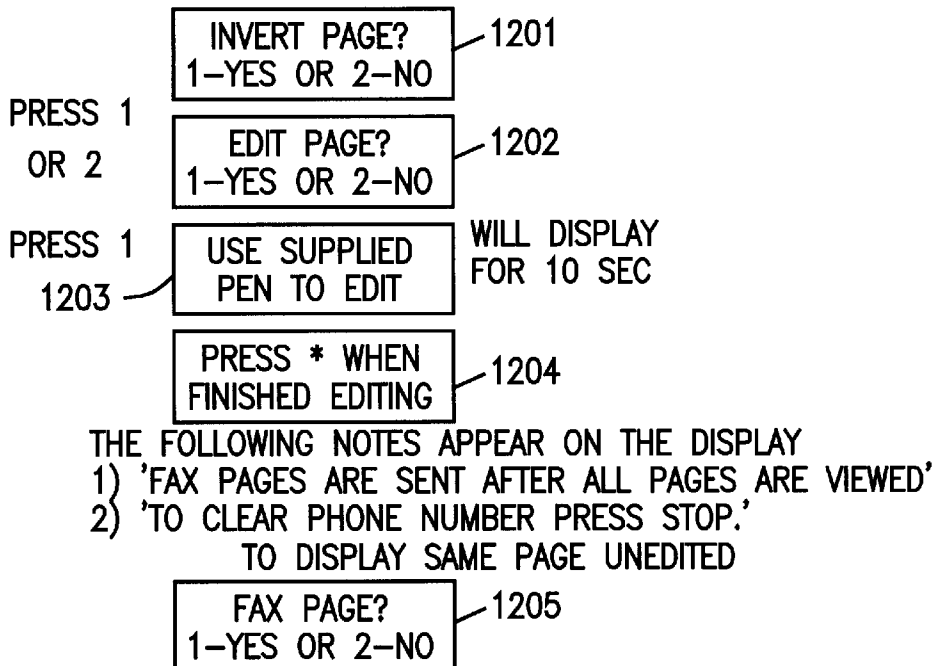 INVERT PAGE?
1-YES OR 2-NO
1201
PRESS 1
OR 2
EDIT PAGE?
1-YES OR 2-NO
1202
PRESS 1
1203
USE SUPPLIED
PEN TO EDIT
WILL DISPLAY
FOR 10 SEC
PRESS * WHEN
FINISHED EDITING
1204
THE FOLLOWING NOTES APPEAR ON THE DISPLAY
1) 'FAX PAGES ARE SENT AFTER ALL PAGES ARE VIEWED'
2) 'TO CLEAR PHONE NUMBER PRESS STOP.'
TO DISPLAY SAME PAGE UNEDITED
FAX PAGE?
1-YES OR 2-NO
1205